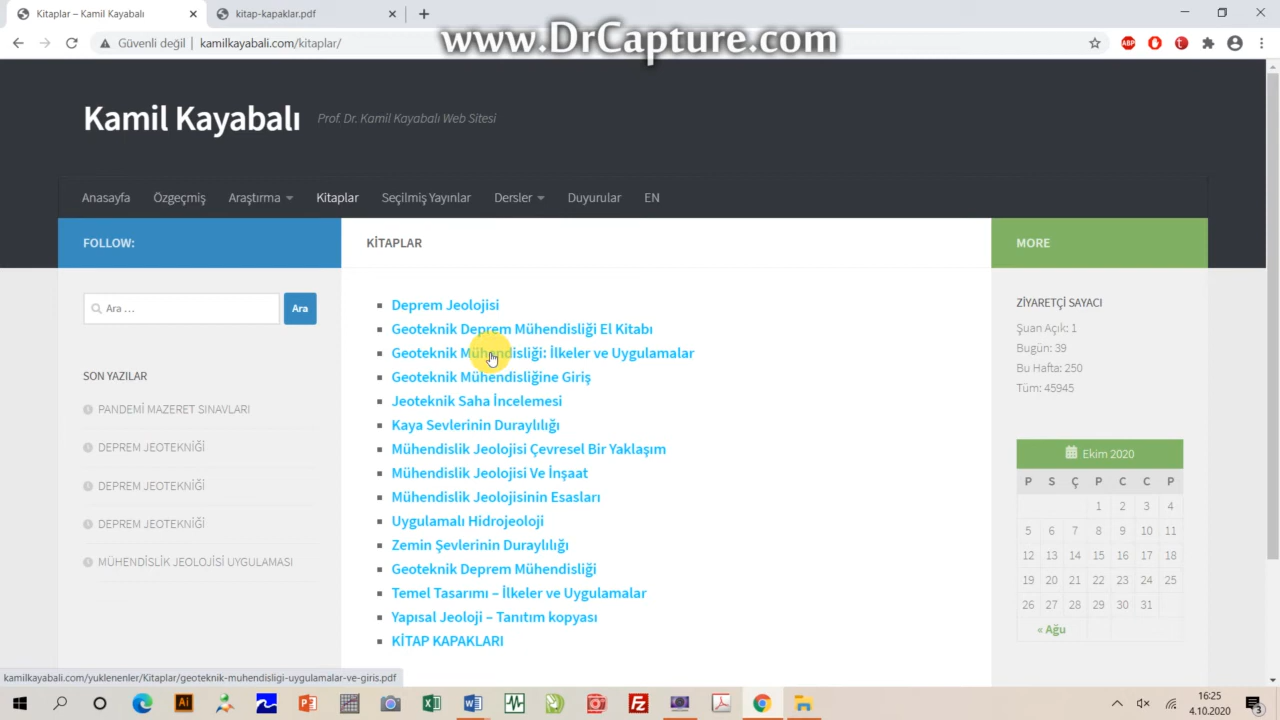 Kitaplar – Kamil Kayabalı
kitap-kapaklar.pdf
www.DrCapture.com
Güvenli değil | kamilkayabali.com/kitaplar/
ABP
Kamil Kayabalı
Prof. Dr. Kamil Kayabalı Web Sitesi
Anasayfa
Özgeçmiş
Araştırma
Kitaplar
Seçilmiş Yayınlar
Dersler
Duyurular
EN
FOLLOW:
Ara …
Ara
SON YAZILAR
PANDEMİ MAZERET SINAVLARI
DEPREM JEOTEKNİĞİ
DEPREM JEOTEKNİĞİ
DEPREM JEOTEKNİĞİ
MÜHENDİSLİK JEOLOJİSİ UYGULAMASI
KİTAPLAR
Deprem Jeolojisi
Geoteknik Deprem Mühendisliği El Kitabı
Geoteknik Mühendisliği: İlkeler ve Uygulamalar
Geoteknik Mühendisliğine Giriş
Jeoteknik Saha İncelemesi
Kaya Sevlerinin Duraylılığı
Mühendislik Jeolojisi Çevresel Bir Yaklaşım
Mühendislik Jeolojisi Ve İnşaat
Mühendislik Jeolojisinin Esasları
Uygulamalı Hidrojeoloji
Zemin Şevlerinin Duraylılığı
Geoteknik Deprem Mühendisliği
Temel Tasarımı – İlkeler ve Uygulamalar
Yapısal Jeoloji – Tanıtım kopyası
KİTAP KAPAKLARI
MORE
ZİYARETÇİ SAYACI
Şuan Açık: 1
Bugün: 39
Bu Hafta: 250
Tüm: 45945
Ekim 2020
P S Ç P C C P
1 2 3 4
5 6 7 8 9 10 11
12 13 14 15 16 17 18
19 20 21 22 23 24 25
26 27 28 29 30 31
« Ağu
kamilkayabali.com/yuklenenler/Kitaplar/geoteknik-muhendisligi-uygulamalar-ve-giris.pdf
Ai
16:25
4.10.2020
3